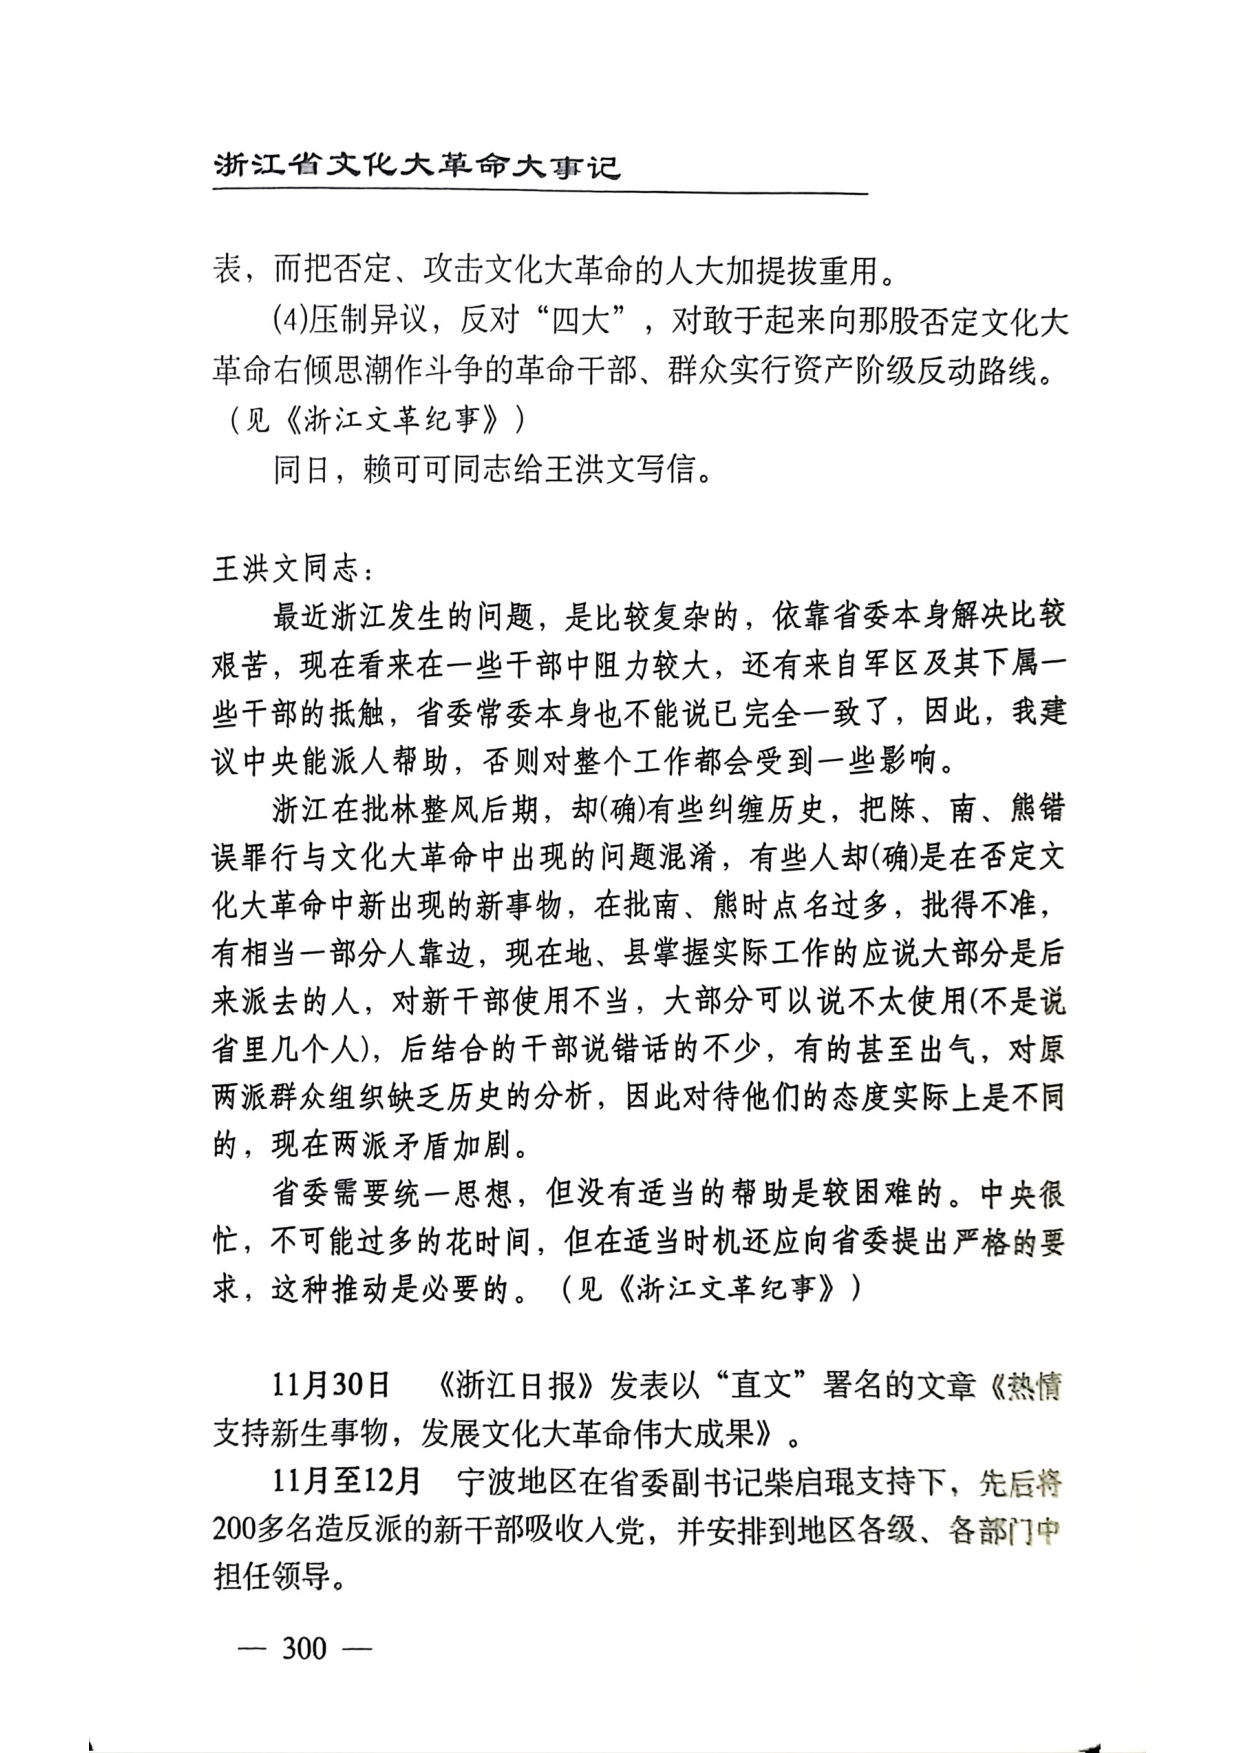 浙江省文化大革命大事记
表，而把否定、攻击文化大革命的人大加提拔重用。
(4)压制异议，反对“四大”，对敢于起来向那股否定文化大
革命右倾思潮作斗争的革命干部、群众实行资产阶级反动路线。
（见《浙江文革纪事》）
同日，赖可可同志给王洪文写信。
王洪文同志：
最近浙江发生的问题，是比较复杂的，依靠省委本身解决比较
艰苦，现在看来在一些干部中阻力较大，还有来自军区及其下属一
些干部的抵触，省委常委本身也不能说已完全一致了，因此，我建
议中央能派人帮助，否则对整个工作都会受到一些影响。
浙江在批林整风后期，却(确)有些纠缠历史，把陈、南、熊错
误罪行与文化大革命中出现的问题混淆，有些人却(确)是在否定文
化大革命中新出现的新事物，在批南、熊时点名过多，批得不准，
有相当一部分人靠边，现在地、县掌握实际工作的应说大部分是后
来派去的人，对新干部使用不当，大部分可以说不太使用(不是说
省里几个人)，后结合的干部说错话的不少，有的甚至出气，对原
两派群众组织缺乏历史的分析，因此对待他们的态度实际上是不同
的，现在两派矛盾加剧。
省委需要统一思想，但没有适当的帮助是较困难的。中央很
忙，不可能过多的花时间，但在适当时机还应向省委提出严格的要
求，这种推动是必要的。（见《浙江文革纪事》）
11月30日　《浙江日报》发表以“直文”署名的文章《热情
支持新生事物，发展文化大革命伟大成果》。
11月至12月　宁波地区在省委副书记柴启琨支持下，先后将
200多名造反派的新干部吸收入党，并安排到地区各级、各部门中
担任领导。
— 300 —